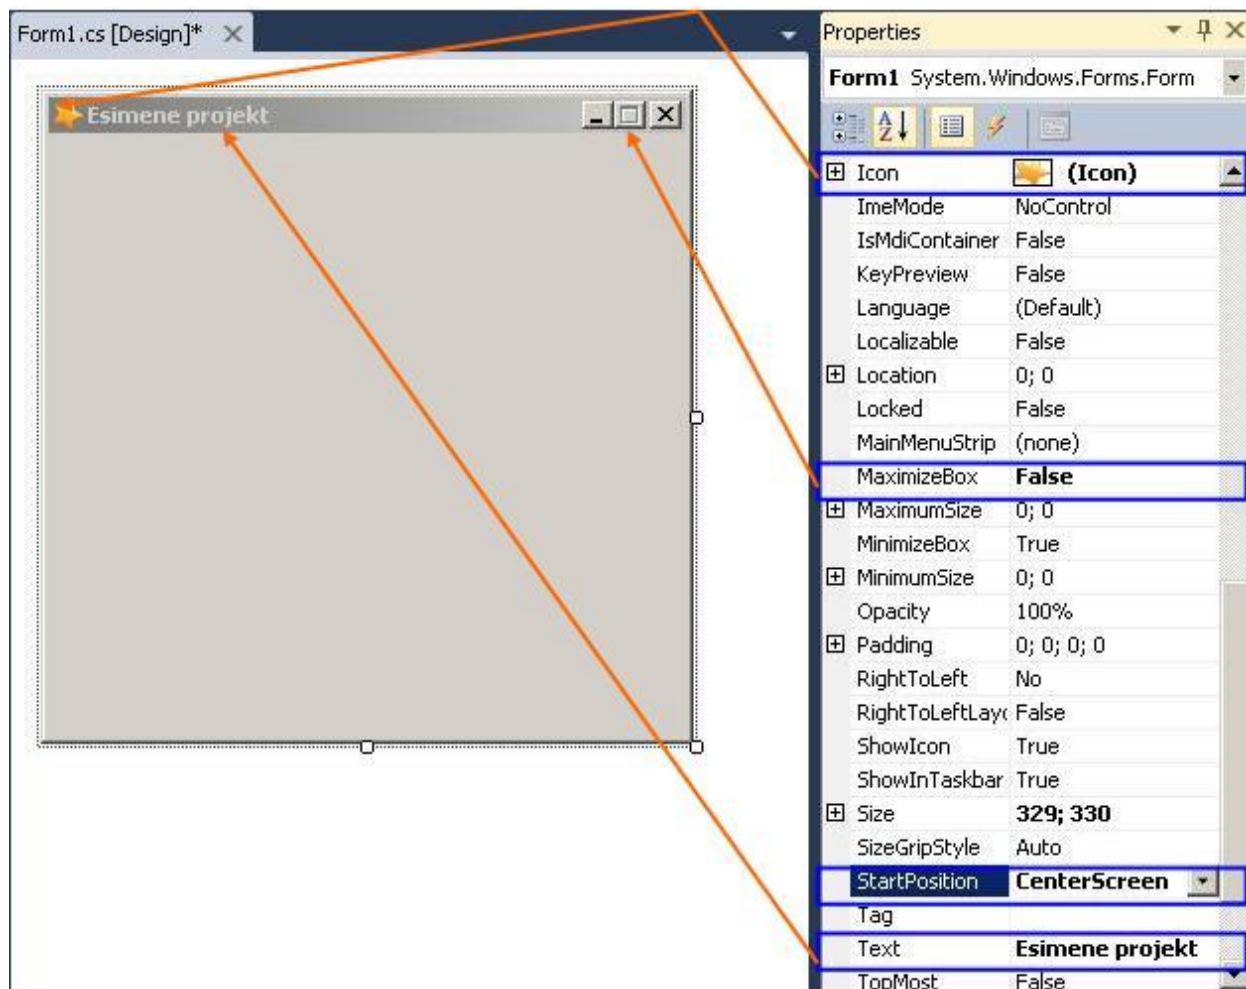 Form1.cs [Design]*
Esimene projekt
Properties
Form1 System.Windows.Forms.Form
Icon (Icon)
ImeMode NoControl
IsMdiContainer False
KeyPreview False
Language (Default)
Localizable False
Location 0; 0
Locked False
MainMenuStrip (none)
MaximizeBox False
MaximumSize 0; 0
MinimizeBox True
MinimumSize 0; 0
Opacity 100%
Padding 0; 0; 0; 0
RightToLeft No
RightToLeftLay False
ShowIcon True
ShowInTaskbar True
Size 329; 330
SizeGripStyle Auto
StartPosition CenterScreen
Tag
Text Esimene projekt
TopMost False